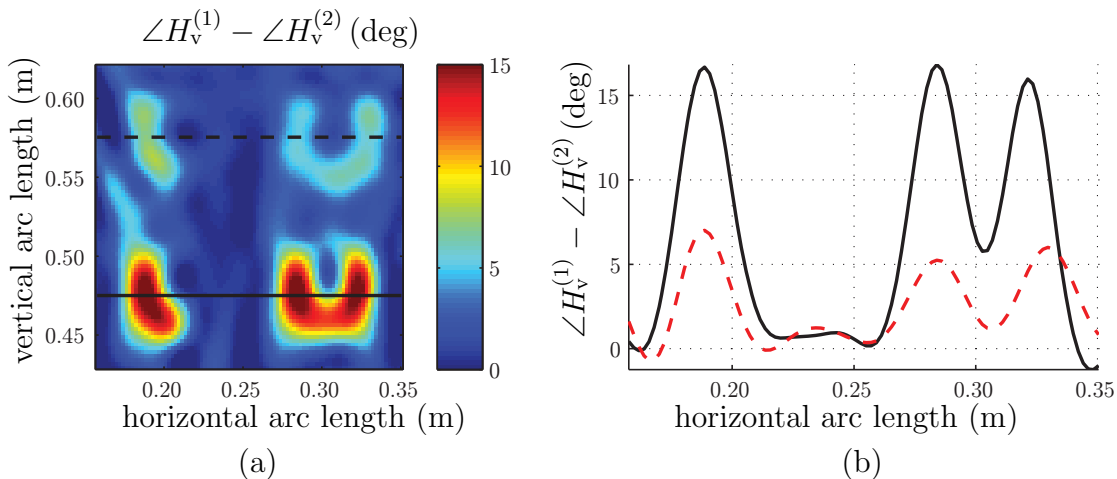 ∠H_v^{(1)} − ∠H_v^{(2)} (deg)
vertical arc length (m)
0.60
0.55
0.50
0.45
0.20
0.25
0.30
0.35
horizontal arc length (m)
15
10
5
0
(a)
∠H_v^{(1)} − ∠H_v^{(2)} (deg)
15
10
5
0
0.20
0.25
0.30
0.35
horizontal arc length (m)
(b)